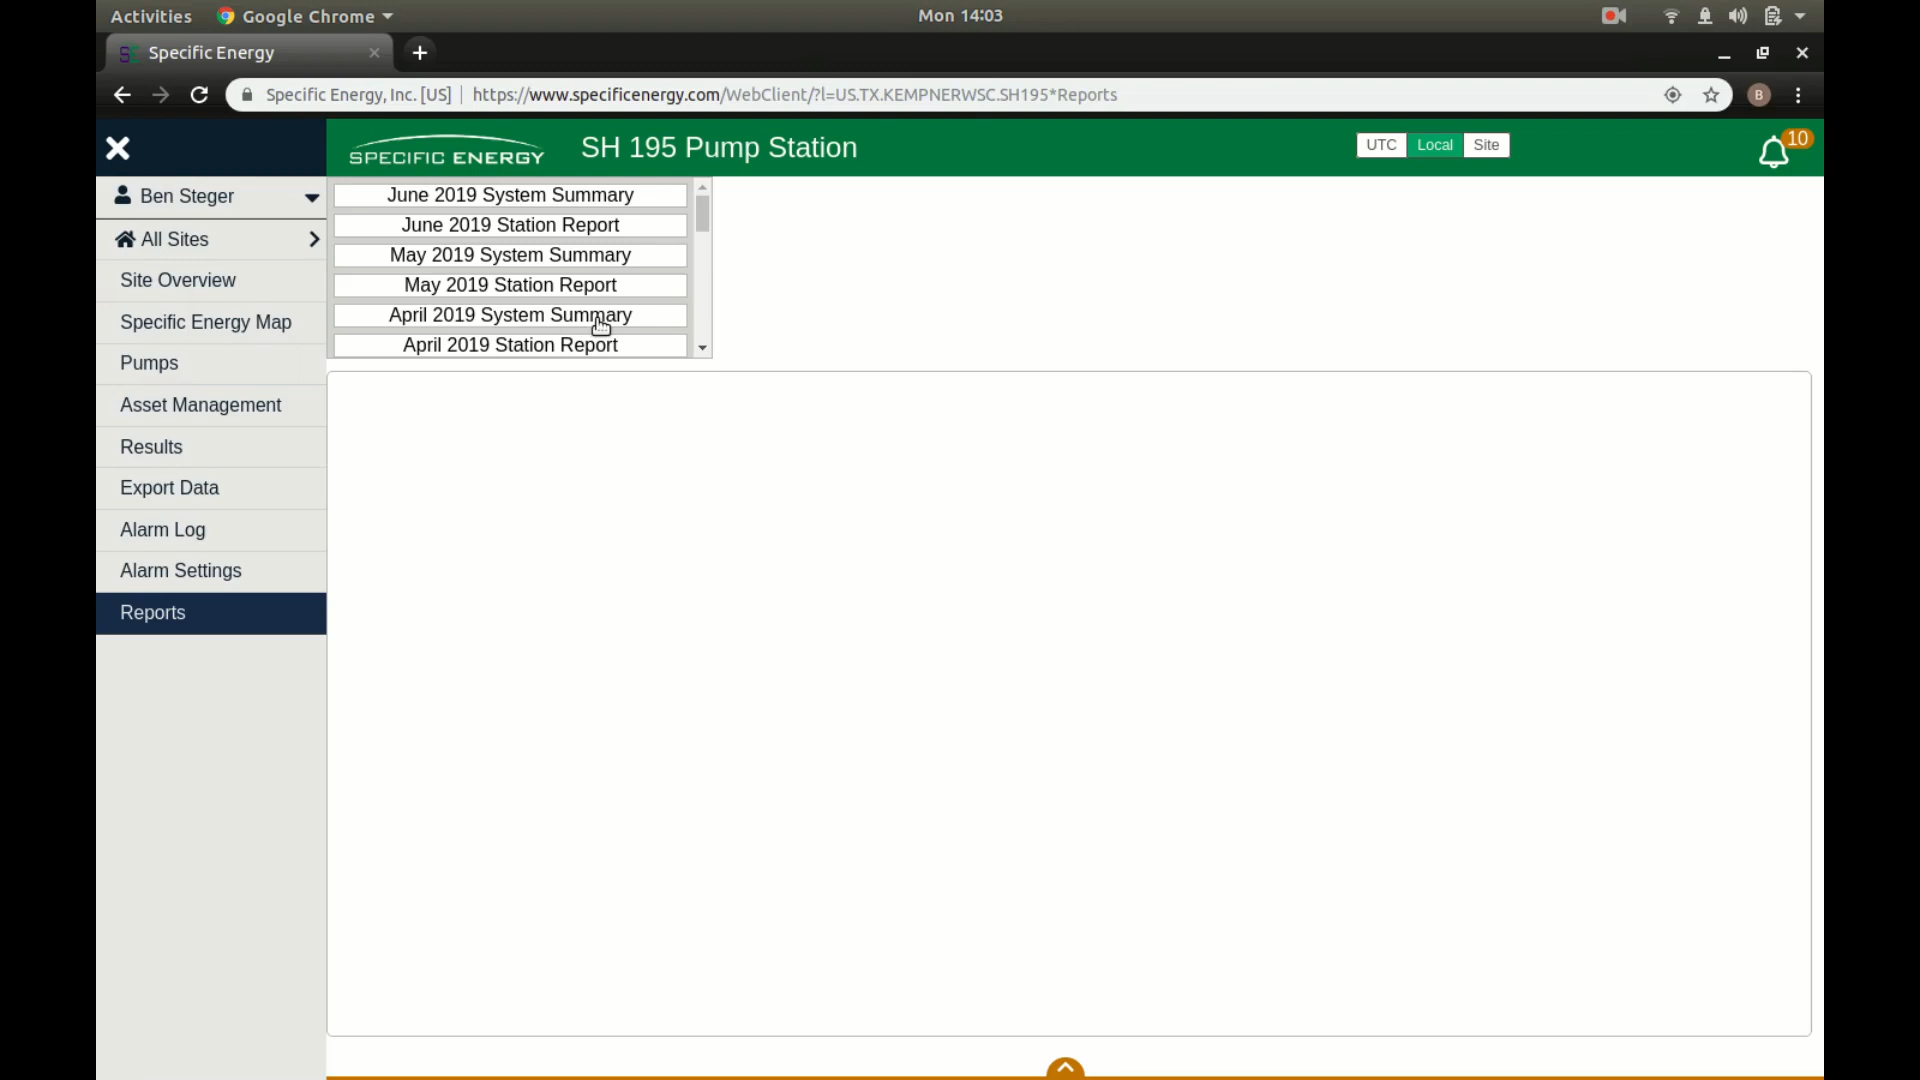 Activities Google Chrome Mon 14:03
Specific Energy
Specific Energy, Inc. [US] https://www.specificenergy.com/WebClient/?l=US.TX.KEMPNERWSC.SH195*Reports B
SPECIFIC ENERGY SH 195 Pump Station UTC Local Site 10
Ben Steger
All Sites
Site Overview
Specific Energy Map
Pumps
Asset Management
Results
Export Data
Alarm Log
Alarm Settings
Reports
June 2019 System Summary
June 2019 Station Report
May 2019 System Summary
May 2019 Station Report
April 2019 System Summary
April 2019 Station Report